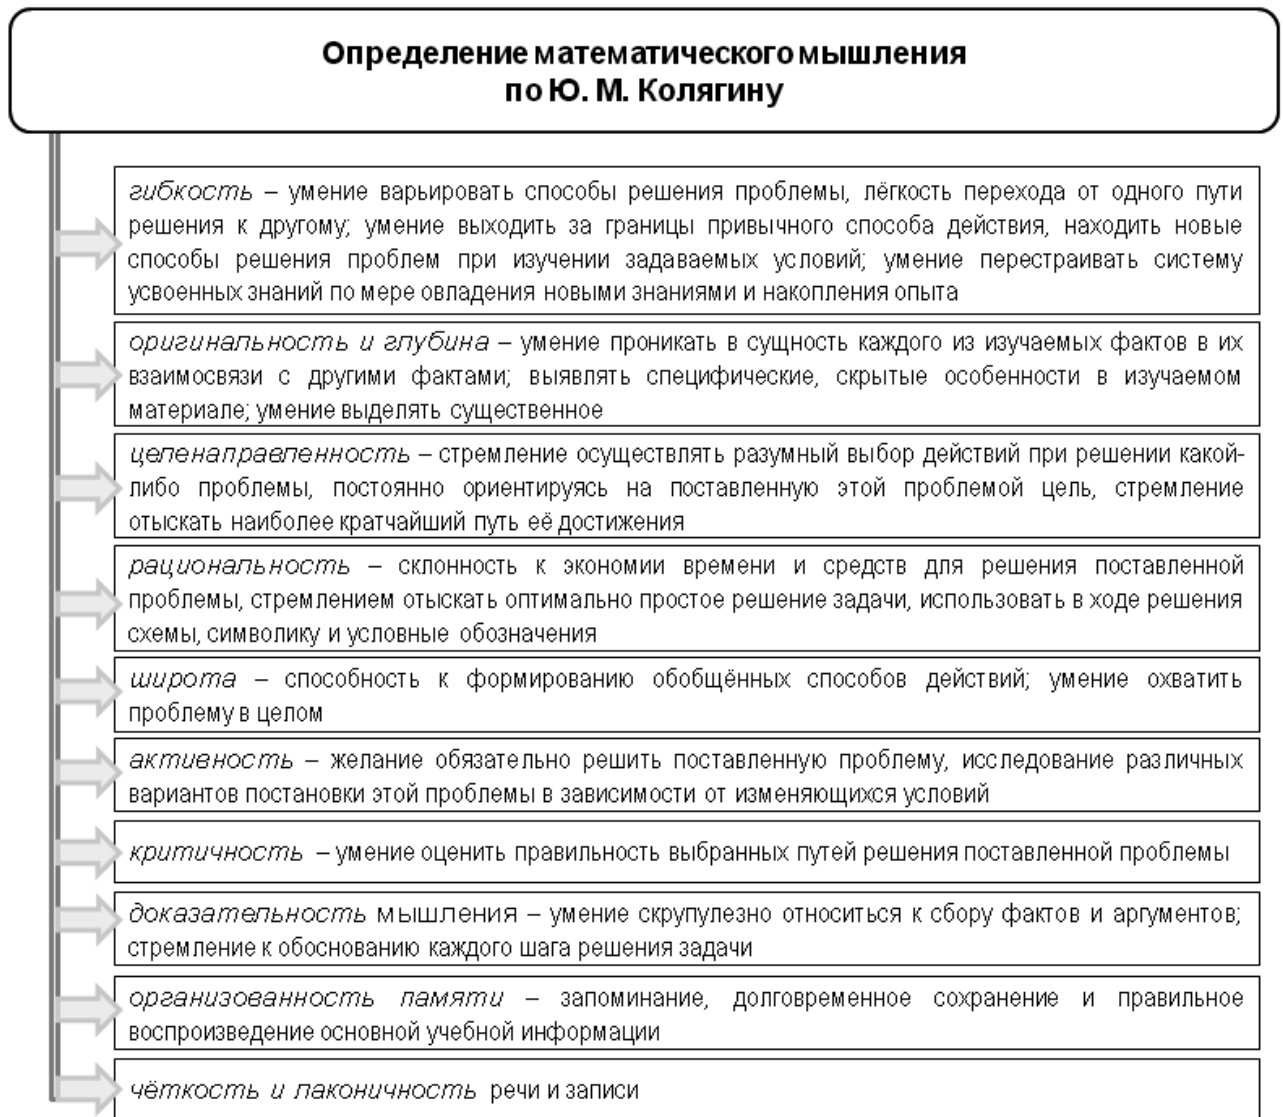 Определение математического мышления
по Ю. М. Колягину
гибкость – умение варьировать способы решения проблемы, лёгкость перехода от одного пути
решения к другому; умение выходить за границы привычного способа действия, находить новые
способы решения проблем при изучении задаваемых условий; умение перестраивать систему
усвоенных знаний по мере овладения новыми знаниями и накопления опыта
оригинальность и глубина – умение проникать в сущность каждого из изучаемых фактов в их
взаимосвязи с другими фактами; выявлять специфические, скрытые особенности в изучаемом
материале; умение выделять существенное
целенаправленность – стремление осуществлять разумный выбор действий при решении какой-
либо проблемы, постоянно ориентируясь на поставленную этой проблемой цель, стремление
отыскать наиболее кратчайший путь её достижения
рациональность – склонность к экономии времени и средств для решения поставленной
проблемы, стремлением отыскать оптимально простое решение задачи, использовать в ходе решения
схемы, символику и условные обозначения
широта – способность к формированию обобщённых способов действий; умение охватить
проблему в целом
активность – желание обязательно решить поставленную проблему, исследование различных
вариантов постановки этой проблемы в зависимости от изменяющихся условий
критичность – умение оценить правильность выбранных путей решения поставленной проблемы
доказательность мышления – умение скрупулезно относиться к сбору фактов и аргументов;
стремление к обоснованию каждого шага решения задачи
организованность памяти – запоминание, долговременное сохранение и правильное
воспроизведение основной учебной информации
чёткость и лаконичность речи и записи